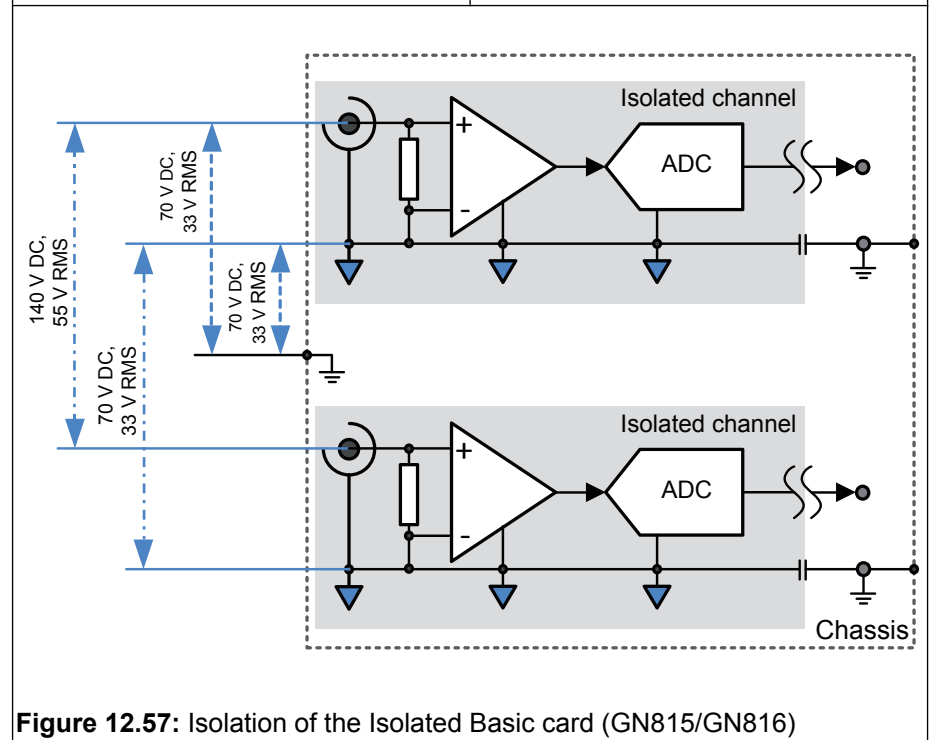 Isolated channel
+
-
ADC
70 V DC,
33 V RMS
140 V DC,
55 V RMS
70 V DC,
33 V RMS
70 V DC,
33 V RMS
Isolated channel
+
-
ADC
Chassis
Figure 12.57: Isolation of the Isolated Basic card (GN815/GN816)